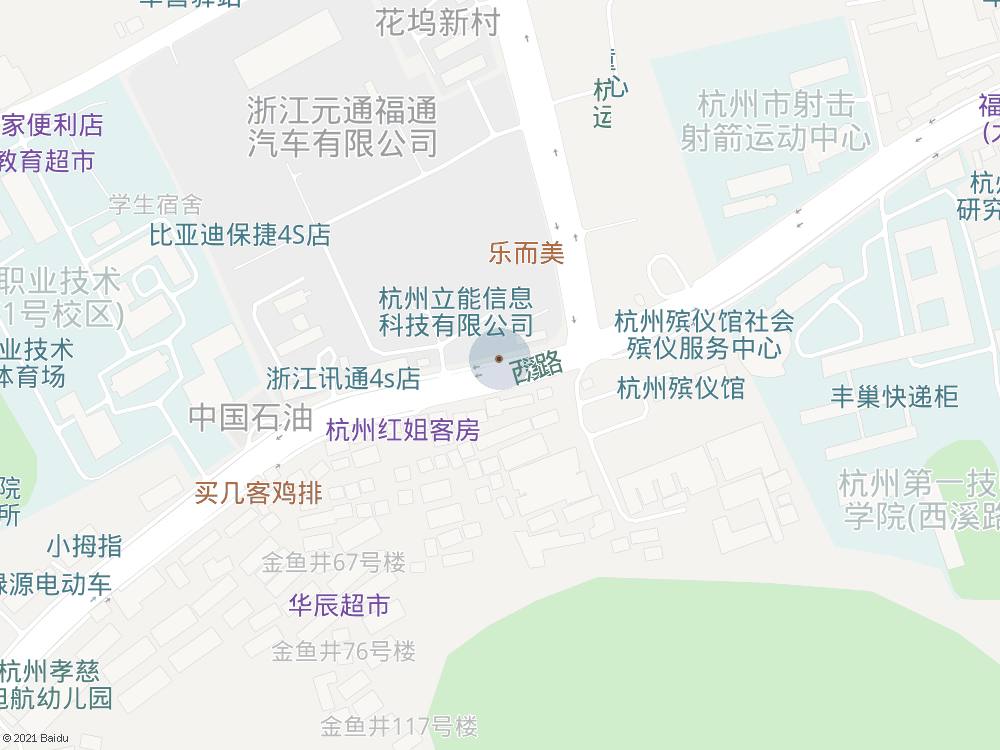 花坞新村
浙江元通福通
汽车有限公司
杭州市射击
射箭运动中心
家便利店
教育超市
学生宿舍
比亚迪保捷4S店
乐而美
职业技术
1号校区)
杭州立能信息
科技有限公司
杭州殡仪馆社会
殡仪服务中心
业技术
体育场
西溪路
浙江讯通4s店
杭州殡仪馆
丰巢快递柜
中国石油
杭州红姐客房
买几客鸡排
杭州第一技
学院(西溪路
院
所
小拇指
金鱼井67号楼
绿源电动车
华辰超市
金鱼井76号楼
杭州孝慈
旭航幼儿园
金鱼井117号楼
© 2021 Baidu